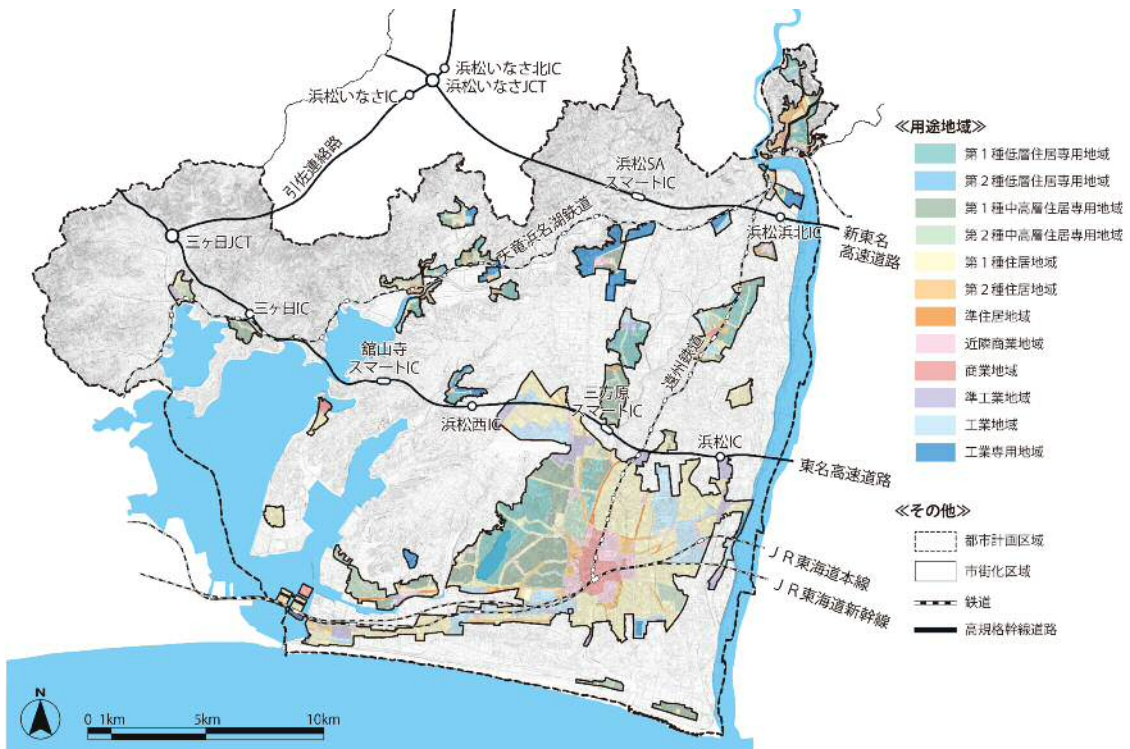 浜松いなさ北IC
浜松いなさJCT
浜松いなさIC
引佐連絡路
浜松SA
スマートIC
三ヶ日JCT
天竜浜名湖鉄道
浜松浜北IC
新東名
高速道路
三ヶ日IC
舘山寺
スマートIC
遠州鉄道
三方原
スマートIC
浜松西IC
浜松IC
東名高速道路
JR東海道本線
JR東海道新幹線
N
0 1km 5km 10km
≪用途地域≫
第1種低層住居専用地域
第2種低層住居専用地域
第1種中高層住居専用地域
第2種中高層住居専用地域
第1種住居地域
第2種住居地域
準住居地域
近隣商業地域
商業地域
準工業地域
工業地域
工業専用地域
≪その他≫
都市計画区域
市街化区域
鉄道
高規格幹線道路